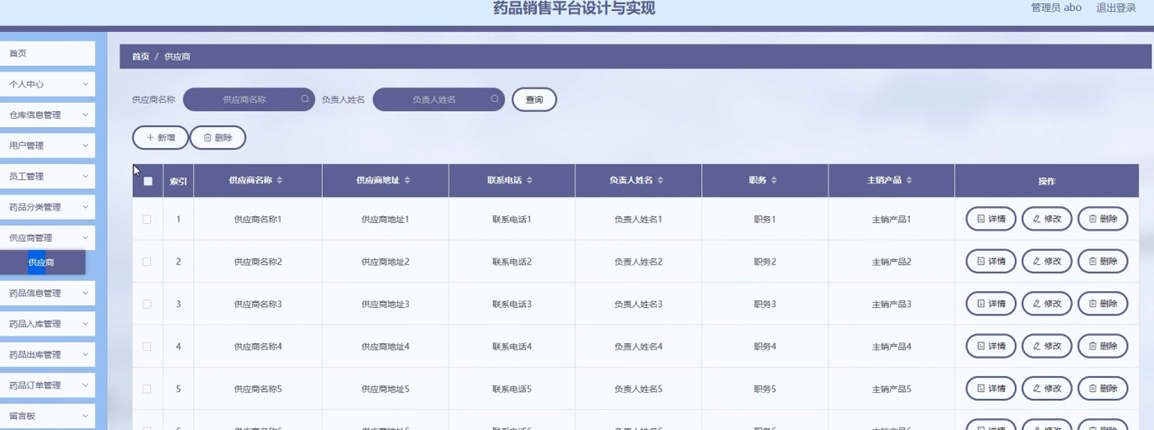 药品销售平台设计与实现
管理员 abo 退出登录
首页
个人中心
仓库信息管理
用户管理
员工管理
药品分类管理
供应商管理
供应商
药品信息管理
药品入库管理
药品出库管理
药品订单管理
留言板
首页 / 供应商
供应商名称 供应商名称 负责人姓名 负责人姓名 查询
新增 删除
索引 供应商名称 供应商地址 联系电话 负责人姓名 职务 主销产品 操作
1 供应商名称1 供应商地址1 联系电话1 负责人姓名1 职务1 主销产品1 详情 修改 删除
2 供应商名称2 供应商地址2 联系电话2 负责人姓名2 职务2 主销产品2 详情 修改 删除
3 供应商名称3 供应商地址3 联系电话3 负责人姓名3 职务3 主销产品3 详情 修改 删除
4 供应商名称4 供应商地址4 联系电话4 负责人姓名4 职务4 主销产品4 详情 修改 删除
5 供应商名称5 供应商地址5 联系电话5 负责人姓名5 职务5 主销产品5 详情 修改 删除